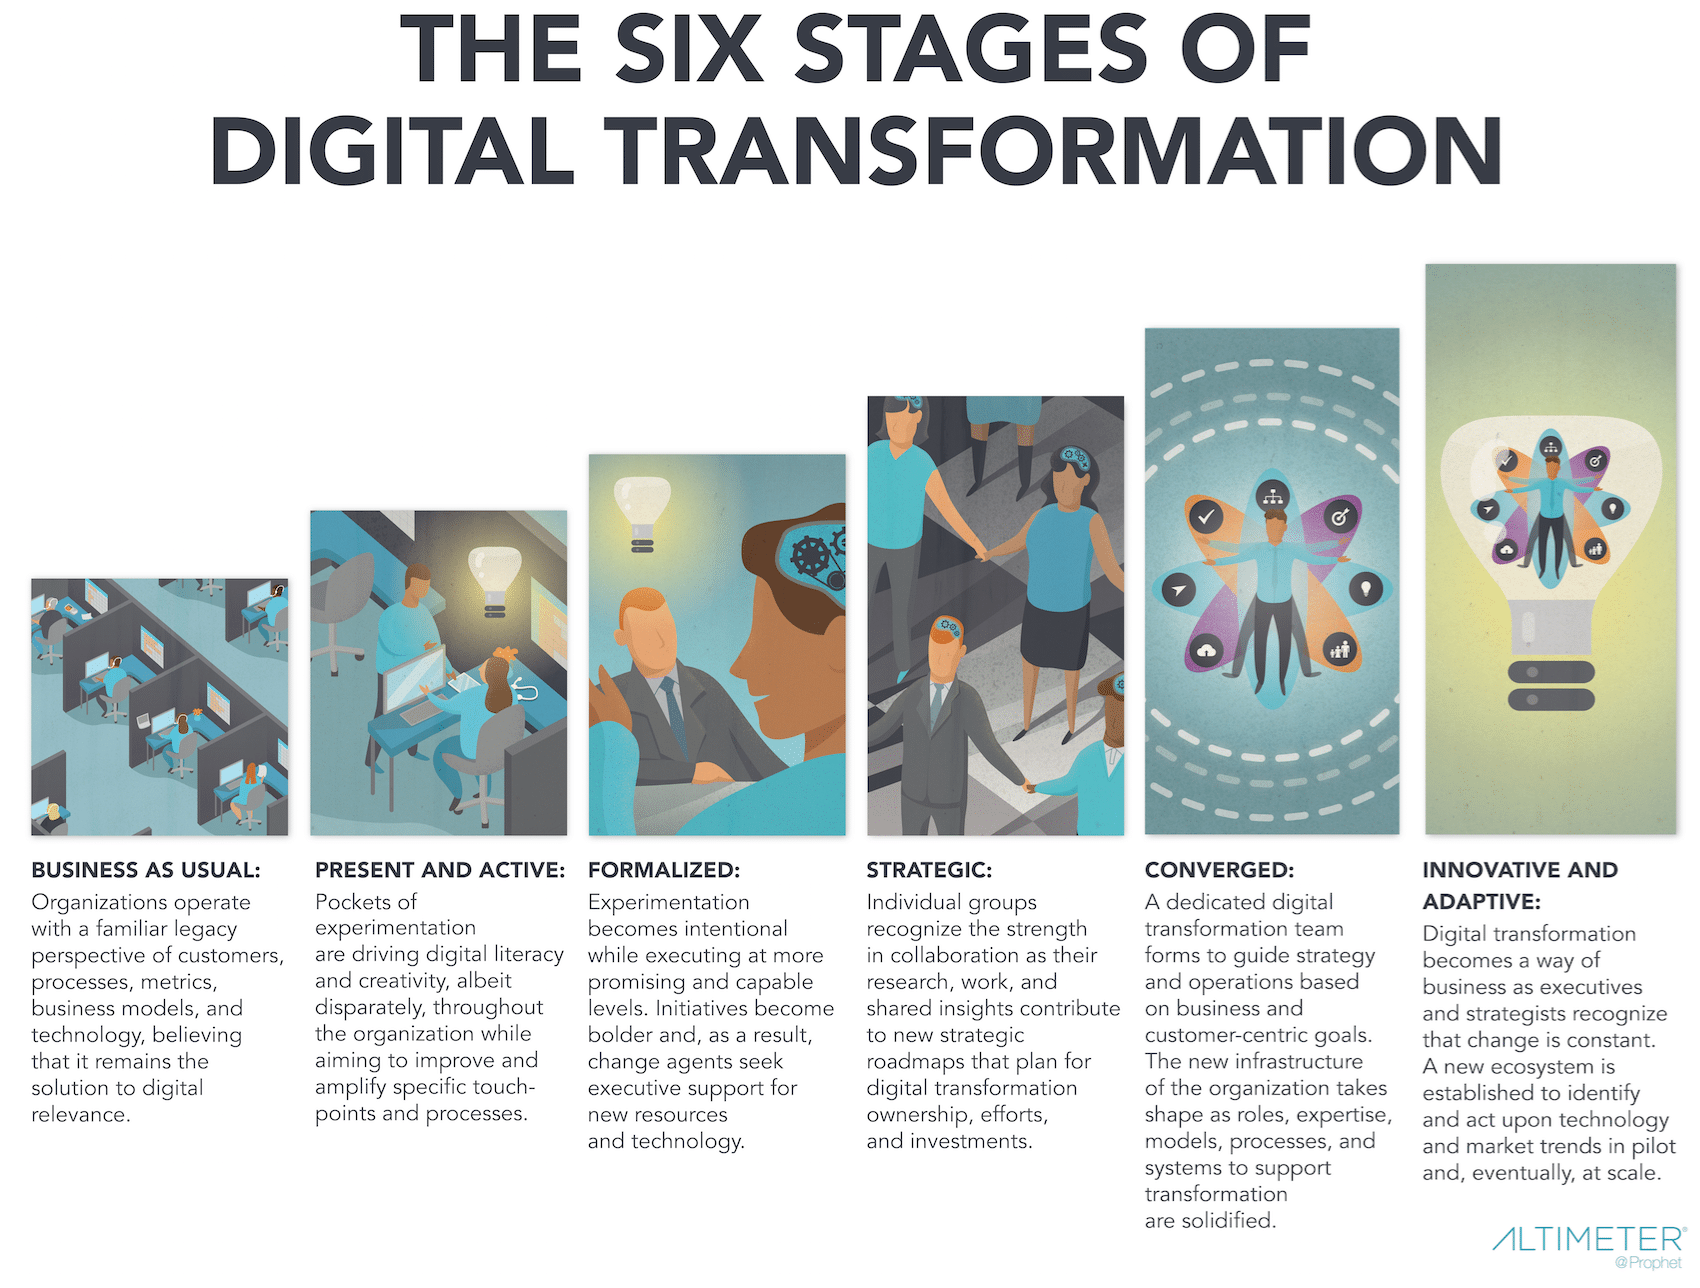 THE SIX STAGES OF
DIGITAL TRANSFORMATION
BUSINESS AS USUAL:
Organizations operate
with a familiar legacy
perspective of customers,
processes, metrics,
business models, and
technology, believing
that it remains the
solution to digital
relevance.
PRESENT AND ACTIVE:
Pockets of
experimentation
are driving digital literacy
and creativity, albeit
disparately, throughout
the organization while
aiming to improve and
amplify specific touch-
points and processes.
FORMALIZED:
Experimentation
becomes intentional
while executing at more
promising and capable
levels. Initiatives become
bolder and, as a result,
change agents seek
executive support for
new resources
and technology.
STRATEGIC:
Individual groups
recognize the strength
in collaboration as their
research, work, and
shared insights contribute
to new strategic
roadmaps that plan for
digital transformation
ownership, efforts,
and investments.
CONVERGED:
A dedicated digital
transformation team
forms to guide strategy
and operations based
on business and
customer-centric goals.
The new infrastructure
of the organization takes
shape as roles, expertise,
models, processes, and
systems to support
transformation
are solidified.
INNOVATIVE AND
ADAPTIVE:
Digital transformation
becomes a way of
business as executives
and strategists recognize
that change is constant.
A new ecosystem is
established to identify
and act upon technology
and market trends in pilot
and, eventually, at scale.
ALTIMETER®
@Prophet